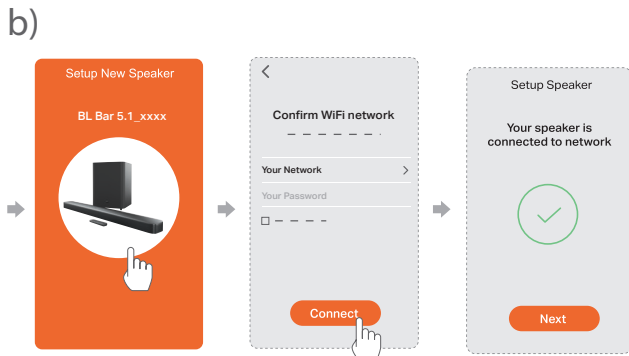 b)
Setup New Speaker
BL Bar 5.1_xxxx
Confirm WiFi network
Your Network
Your Password
Connect
Setup Speaker
Your speaker is
connected to network
Next